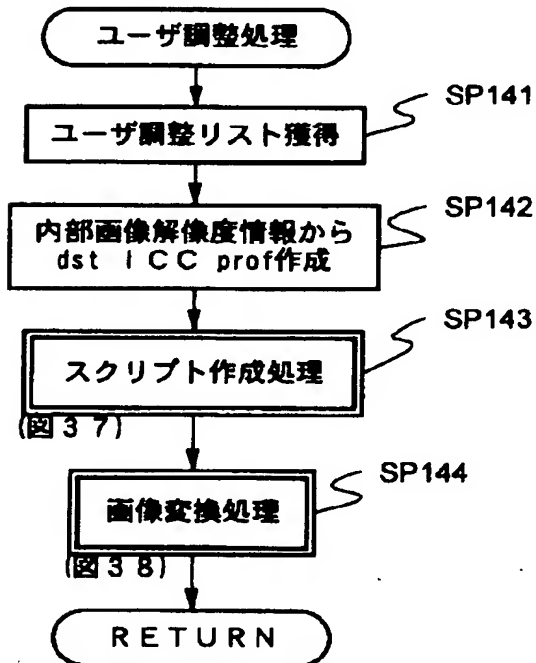 ユーザ調整処理
SP141
ユーザ調整リスト獲得
SP142
内部画像解像度情報から
dst ICC prof作成
SP143
スクリプト作成処理
(図37)
SP144
画像変換処理
(図38)
RETURN